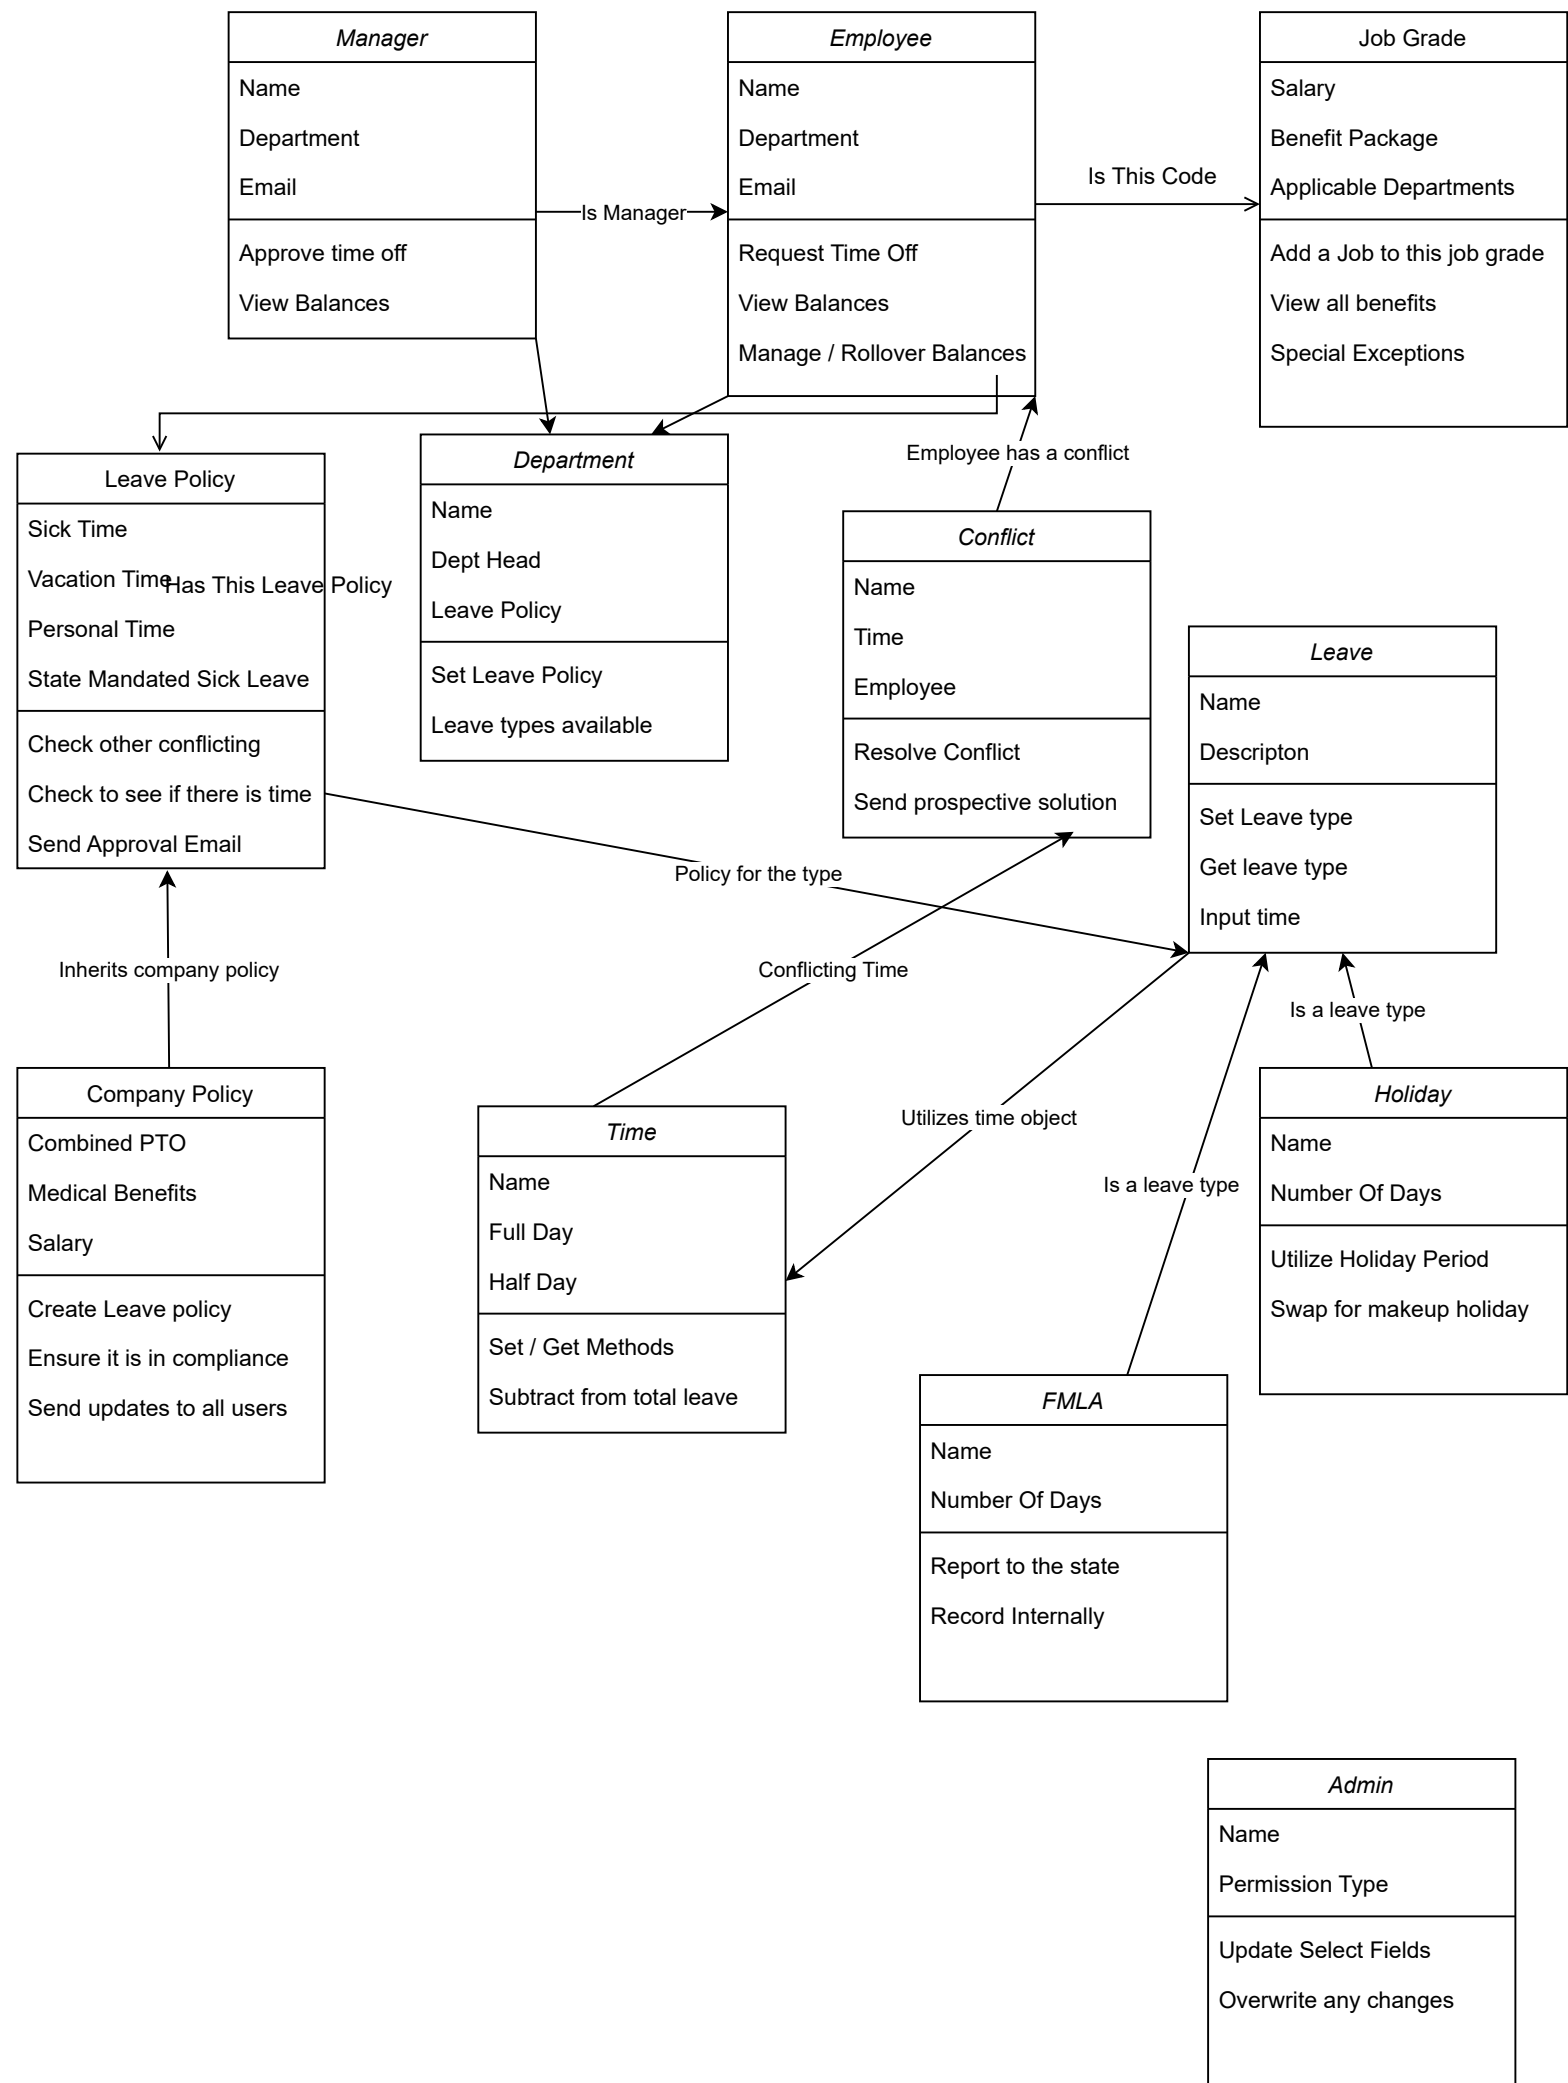 Manager
Name
Department
Email
Approve time off
View Balances
Is Manager
Employee
Name
Department
Email
Request Time Off
View Balances
Manage / Rollover Balances
Is This Code
Job Grade
Salary
Benefit Package
Applicable Departments
Add a Job to this job grade
View all benefits
Special Exceptions
Leave Policy
Sick Time
Vacation Time
Has This Leave Policy
Personal Time
State Mandated Sick Leave
Check other conflicting
Check to see if there is time
Send Approval Email
Department
Name
Dept Head
Leave Policy
Set Leave Policy
Leave types available
Employee has a conflict
Conflict
Name
Time
Employee
Resolve Conflict
Send prospective solution
Leave
Name
Descripton
Set Leave type
Get leave type
Input time
Policy for the type
Conflicting Time
Inherits company policy
Is a leave type
Company Policy
Combined PTO
Medical Benefits
Salary
Create Leave policy
Ensure it is in compliance
Send updates to all users
Time
Name
Full Day
Half Day
Set / Get Methods
Subtract from total leave
Utilizes time object
Is a leave type
Holiday
Name
Number Of Days
Utilize Holiday Period
Swap for makeup holiday
FMLA
Name
Number Of Days
Report to the state
Record Internally
Admin
Name
Permission Type
Update Select Fields
Overwrite any changes